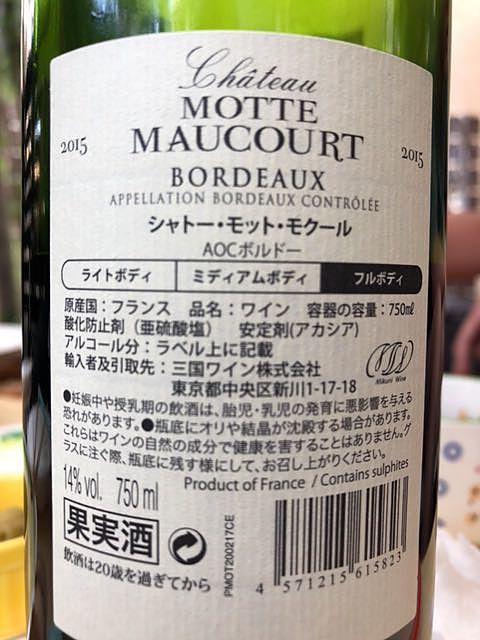 Château
MOTTE
MAUCOURT
2015
2015
BORDEAUX
APPELLATION BORDEAUX CONTRÔLÉE
シャトー・モット・モクール
AOCボルドー
ライトボディ ミディアムボディ フルボディ
原産国：フランス 品名：ワイン 容器の容量：750mℓ
酸化防止剤（亜硫酸塩） 安定剤(アカシア)
アルコール分：ラベル上に記載
輸入者及引取先：三国ワイン株式会社
東京都中央区新川1-17-18
Mikuni Wine
●妊娠中や授乳期の飲酒は、胎児・乳児の発育に悪影響を与える
恐れがあります。●瓶底にオリや結晶が沈殿する場合があります。
これらはワインの自然の成分で健康を害することはありません。グ
ラスに注ぐ際、瓶底に残す様にして、お召し上がりください。
Product of France / Contains sulphites
14% vol. 750 ml
果実酒
飲酒は20歳を過ぎてから
PMOT200217CE
4 571215 615823